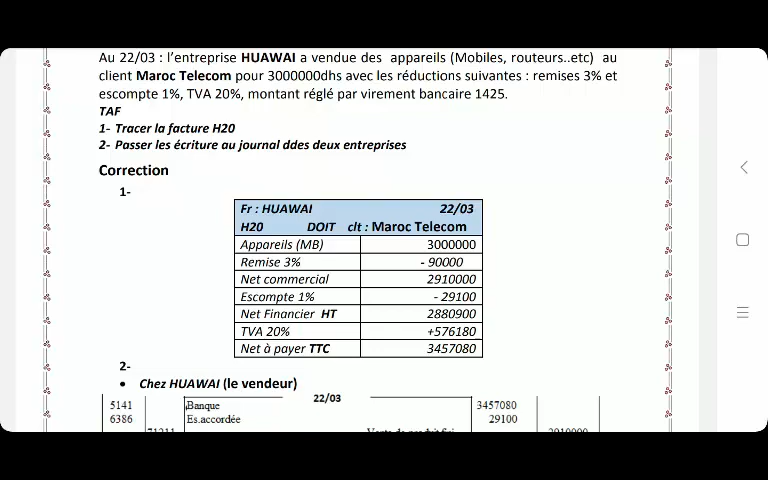 Au 22/03 : l'entreprise HUAWAI a vendue des appareils (Mobiles, routeurs..etc) au
client Maroc Telecom pour 3000000dhs avec les réductions suivantes : remises 3% et
escompte 1%, TVA 20%, montant réglé par virement bancaire 1425.
TAF
1- Tracer la facture H20
2- Passer les écriture au journal ddes deux entreprises
Correction
1-
Fr : HUAWAI 22/03
H20 DOIT clt : Maroc Telecom
Appareils (MB) 3000000
Remise 3% - 90000
Net commercial 2910000
Escompte 1% - 29100
Net Financier HT 2880900
TVA 20% +576180
Net à payer TTC 3457080
2-
• Chez HUAWAI (le vendeur)
22/03
5141 Banque 3457080
6386 Es.accordée 29100